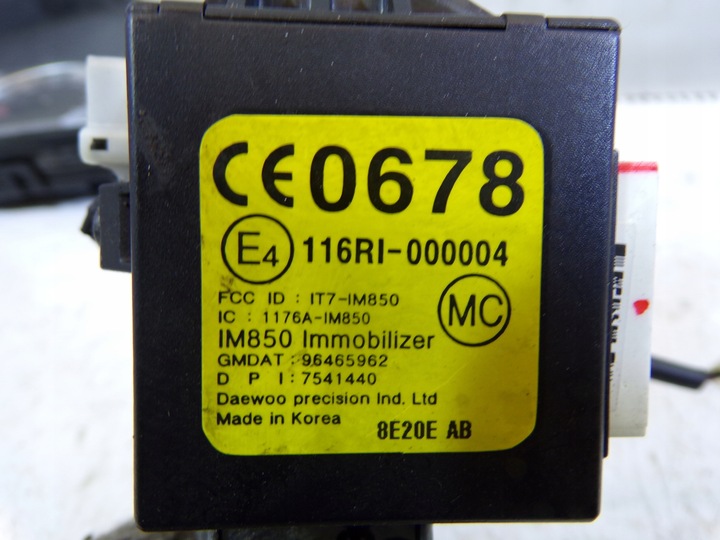 CE0678
E4 116RI-000004
FCC ID : IT7-IM850
IC : 1176A-IM850
MC
IM850 Immobilizer
GMDAT : 96465962
D P I : 7541440
Daewoo precision Ind. Ltd
Made in Korea
8E20E AB